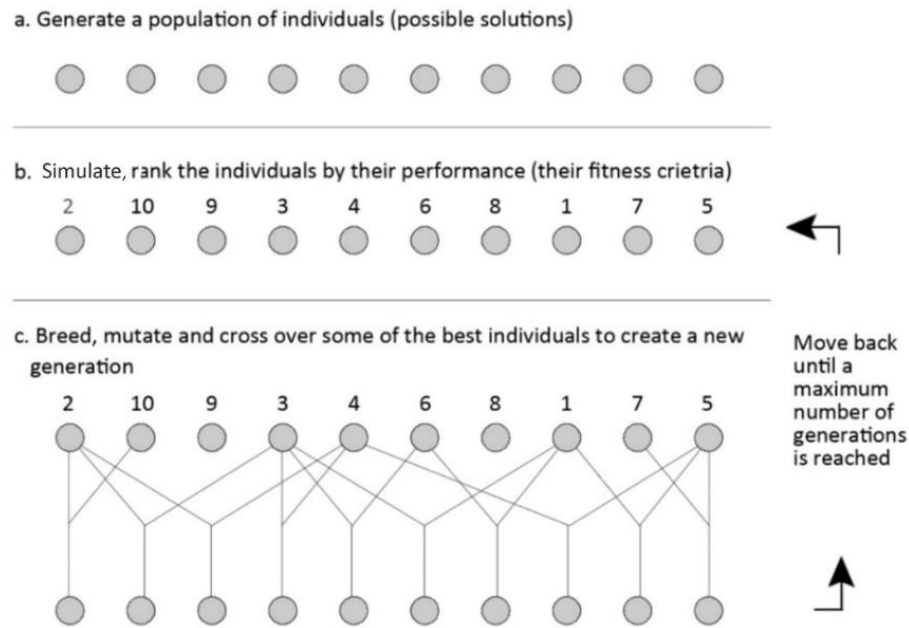 a. Generate a population of individuals (possible solutions)
b. Simulate, rank the individuals by their performance (their fitness crietria)
2 10 9 3 4 6 8 1 7 5
c. Breed, mutate and cross over some of the best individuals to create a new
generation
2 10 9 3 4 6 8 1 7 5
Move back
until a
maximum
number of
generations
is reached